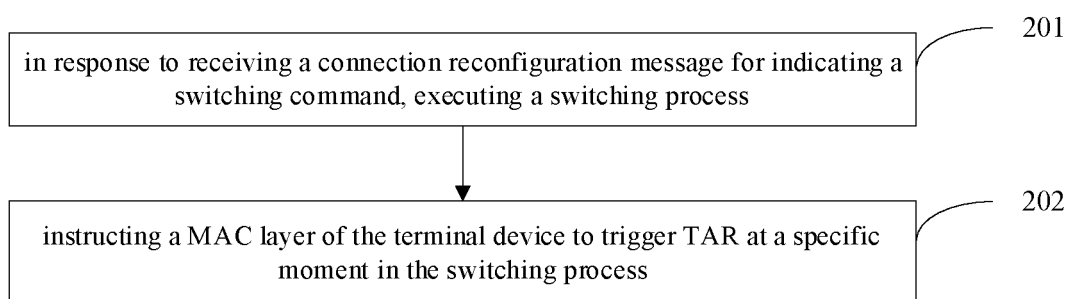 201
in response to receiving a connection reconfiguration message for indicating a
switching command, executing a switching process
202
instructing a MAC layer of the terminal device to trigger TAR at a specific
moment in the switching process